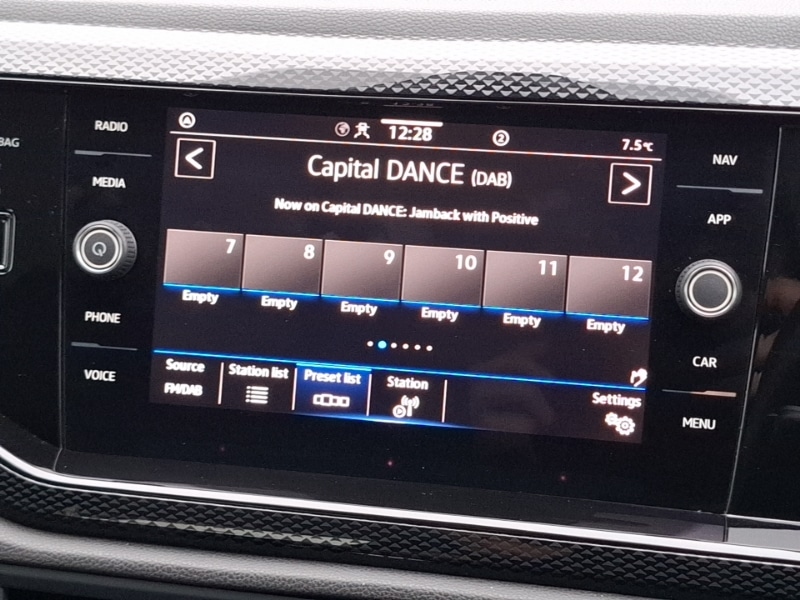 BAG
RADIO
MEDIA
PHONE
VOICE
A
12:28
2
7.5°C
<
Capital DANCE (DAB)
>
Now on Capital DANCE: Jamback with Positive
7 8 9 10 11 12
Empty Empty Empty Empty Empty Empty
Source Station list Preset list Station Settings
FM/DAB
NAV
APP
CAR
MENU